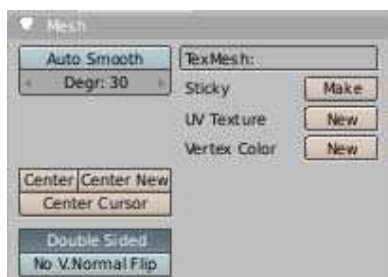 Mesh
Auto Smooth
Degr: 30
TexMesh:
Sticky
Make
UV Texture
New
Vertex Color
New
Center
Center New
Center Cursor
Double Sided
No V.Normal Flip